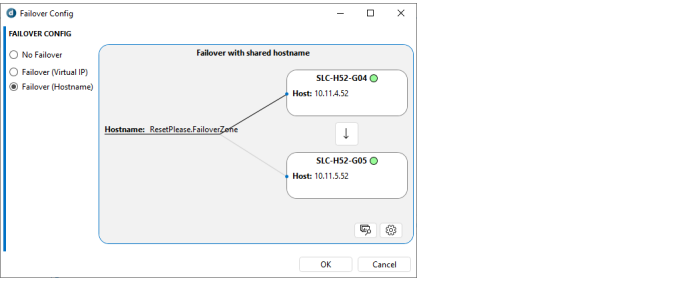 Failover Config
FAILOVER CONFIG
No Failover
Failover (Virtual IP)
Failover (Hostname)
Failover with shared hostname
SLC-H52-G04
Host: 10.11.4.52
Hostname: ResetPlease.FailoverZone
SLC-H52-G05
Host: 10.11.5.52
OK
Cancel